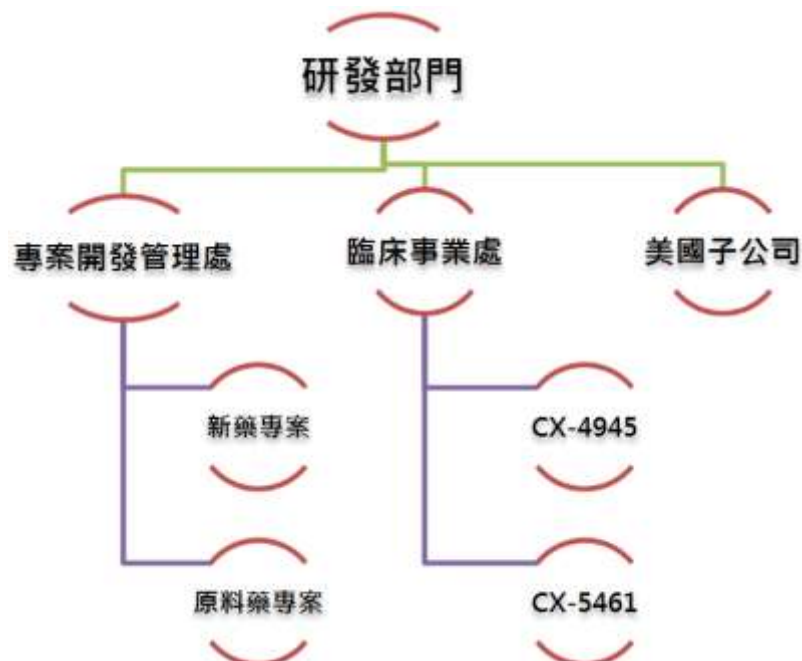 研發部門
專案開發管理處
臨床事業處
美國子公司
新藥專案
CX-4945
原料藥專案
CX-5461